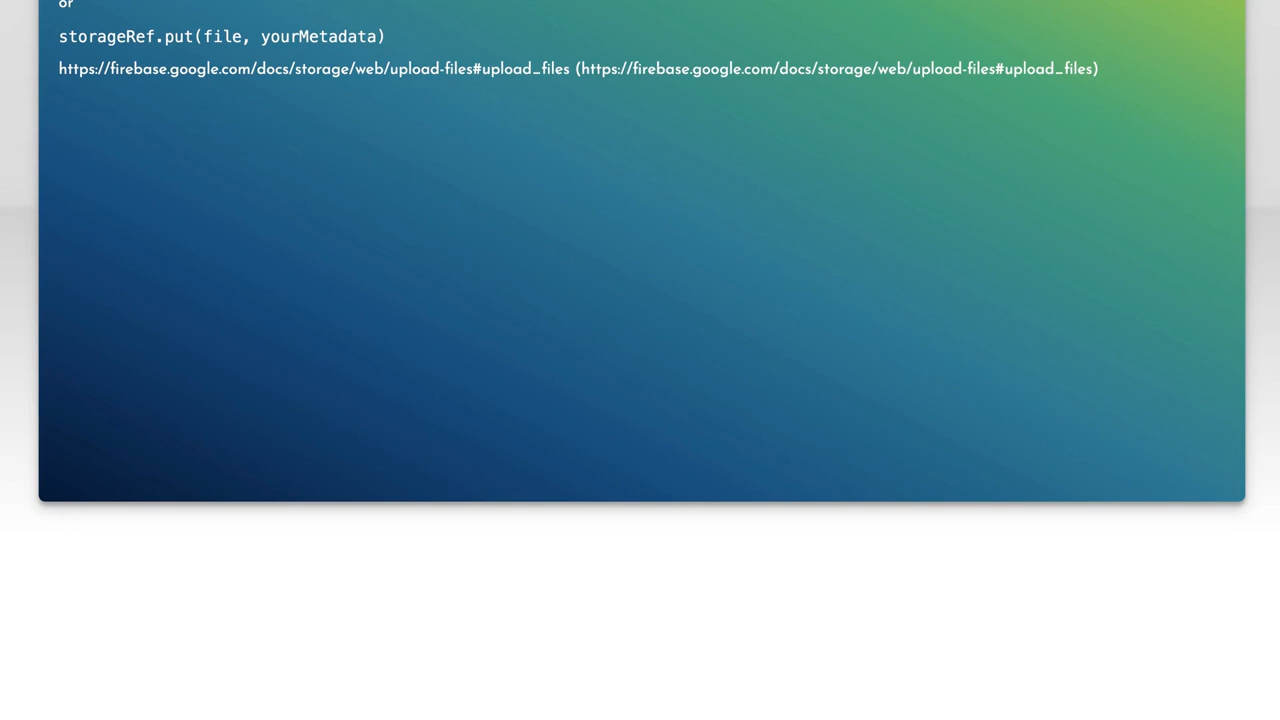 or
storageRef.put(file, yourMetadata)
https://firebase.google.com/docs/storage/web/upload-files#upload_files (https://firebase.google.com/docs/storage/web/upload-files#upload_files)